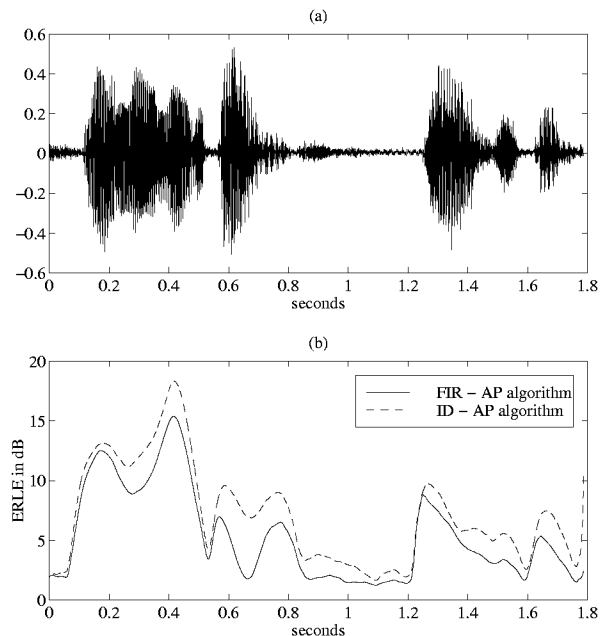 (a)
0.6
0.4
0.2
0
−0.2
−0.4
−0.6
0 0.2 0.4 0.6 0.8 1 1.2 1.4 1.6 1.8
seconds
(b)
20
15
10
5
0
ERLE in dB
FIR − AP algorithm
ID − AP algorithm
0 0.2 0.4 0.6 0.8 1 1.2 1.4 1.6 1.8
seconds